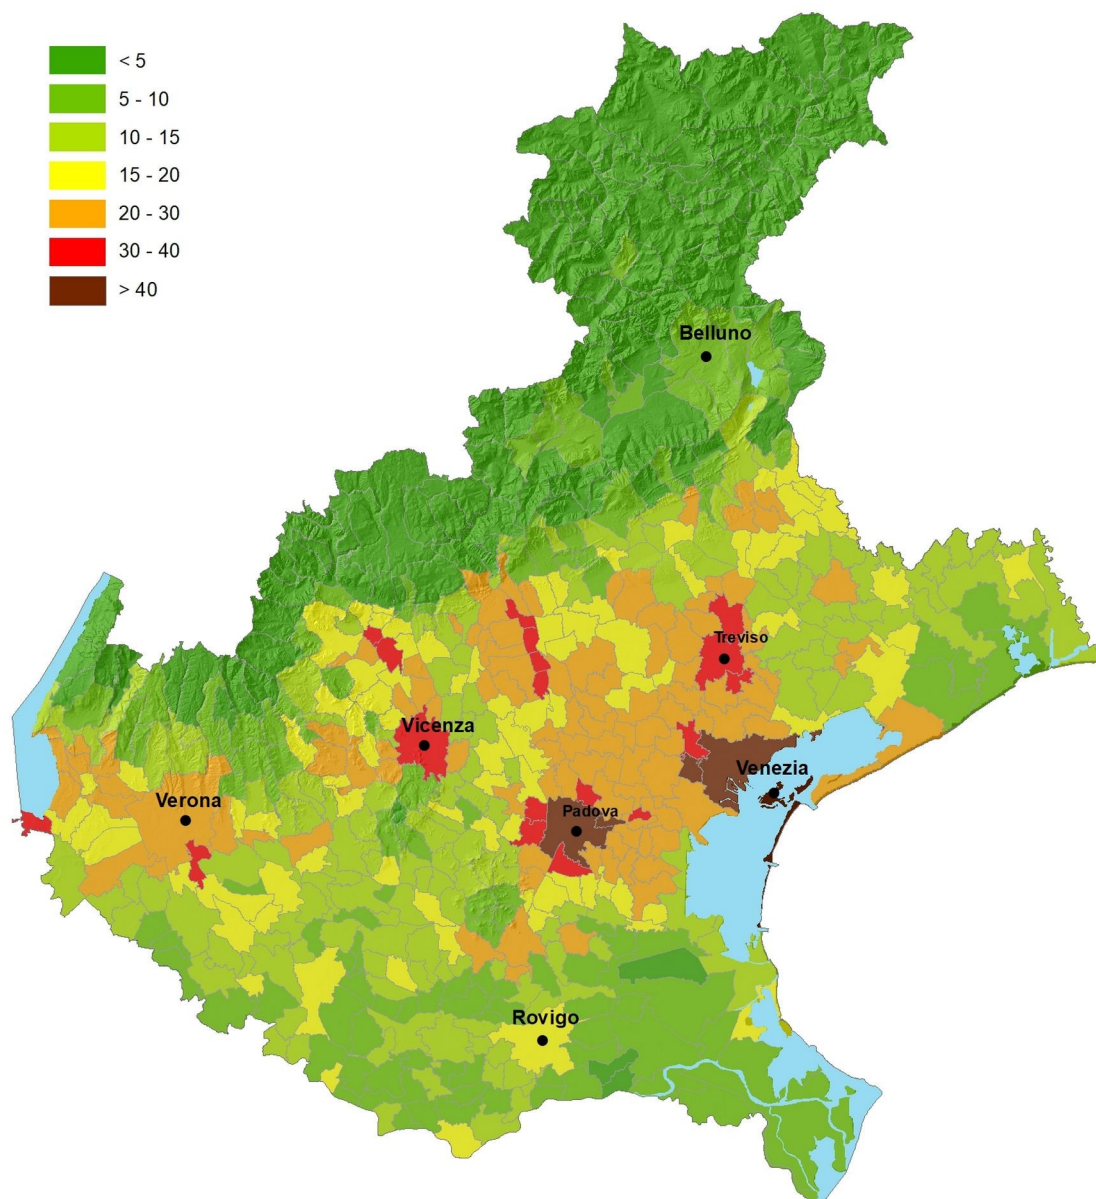 < 5
5 - 10
10 - 15
15 - 20
20 - 30
30 - 40
> 40
Belluno
Treviso
Vicenza
Venezia
Verona
Padova
Rovigo